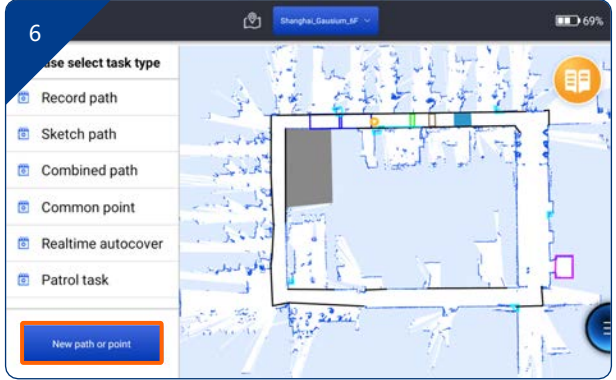 6
Shanghai_Gausium_6F
69%
ase select task type
Record path
Sketch path
Combined path
Common point
Realtime autocover
Patrol task
New path or point